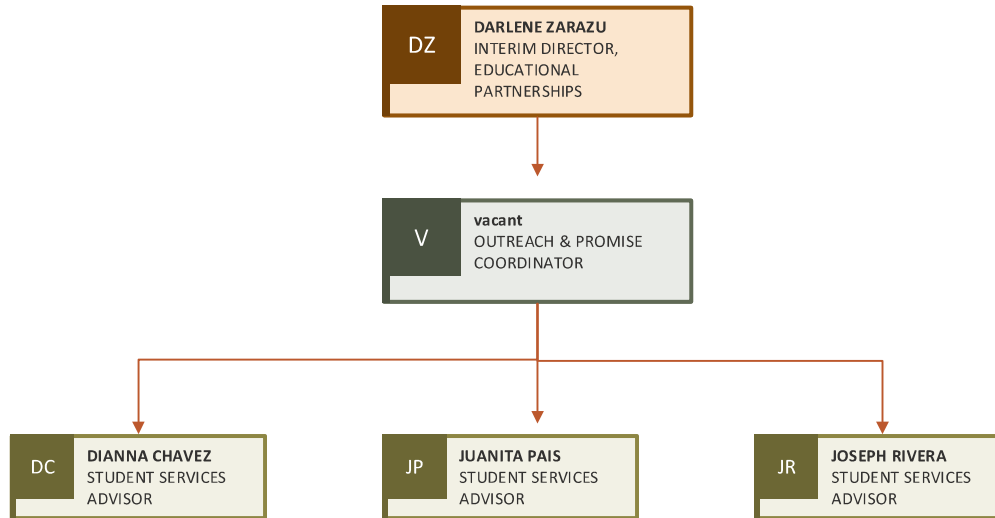 DZ
DARLENE ZARAZU
INTERIM DIRECTOR,
EDUCATIONAL
PARTNERSHIPS
V
vacant
OUTREACH & PROMISE
COORDINATOR
DC
DIANNA CHAVEZ
STUDENT SERVICES
ADVISOR
JP
JUANITA PAIS
STUDENT SERVICES
ADVISOR
JR
JOSEPH RIVERA
STUDENT SERVICES
ADVISOR